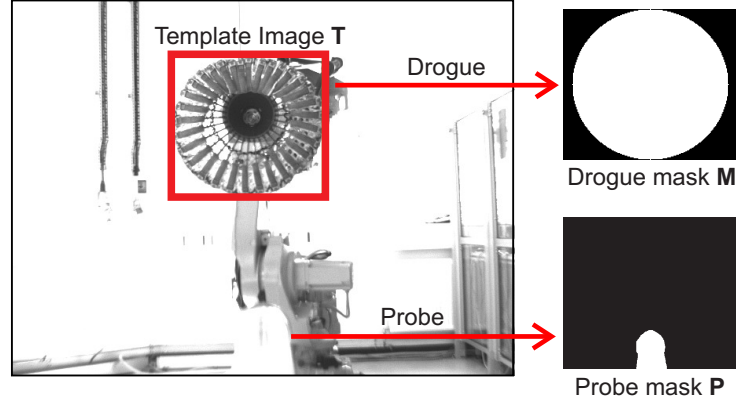 Template Image T
Drogue
Drogue mask M
Probe
Probe mask P